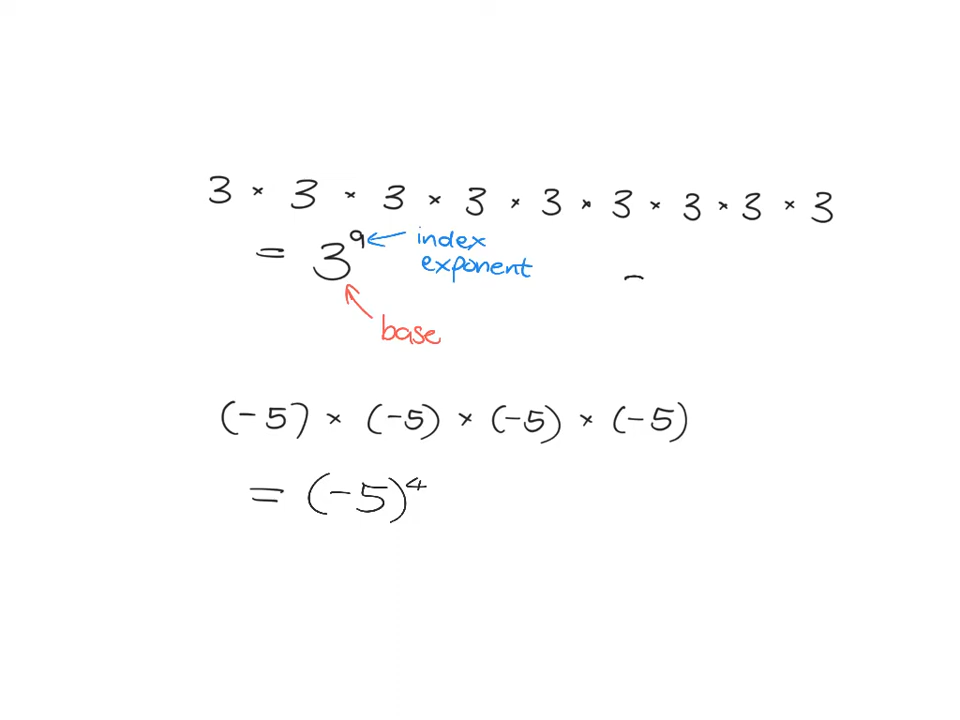 3 × 3 × 3 × 3 × 3 × 3 × 3 × 3 × 3
= 3⁹ ← index
exponent
base
(-5) × (-5) × (-5) × (-5)
= (-5)⁴